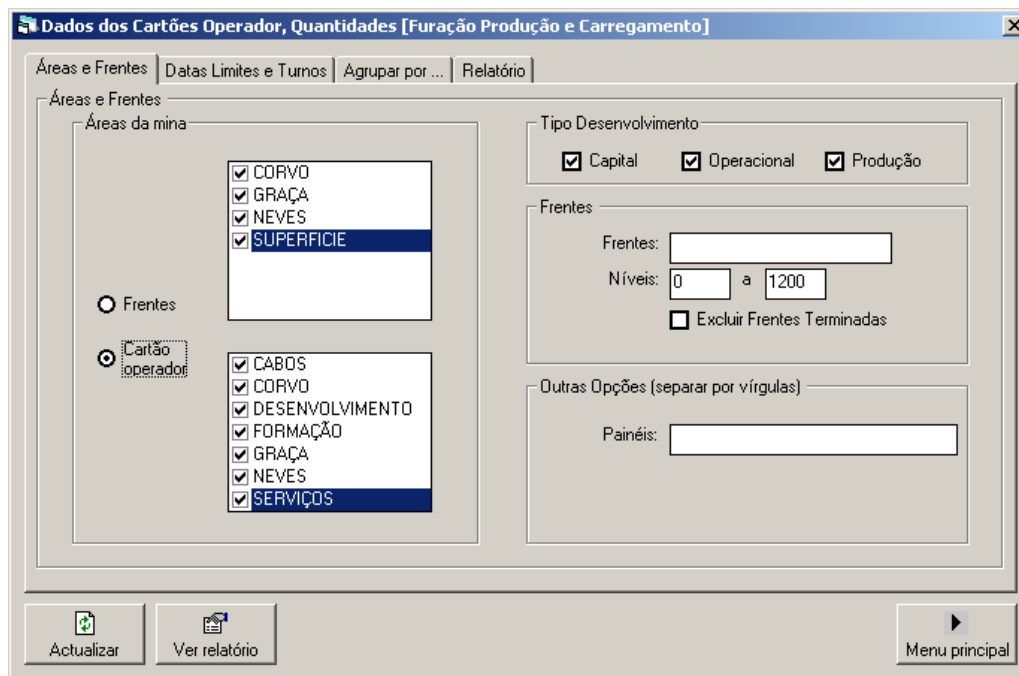 Dados dos Cartões Operador, Quantidades [Furação Produção e Carregamento]
Áreas e Frentes
Datas Limites e Turnos
Agrupar por ...
Relatório
Áreas e Frentes
Áreas da mina
CORVO
GRAÇA
NEVES
SUPERFICIE
Frentes
Cartão
operador
CABOS
CORVO
DESENVOLVIMENTO
FORMAÇÃO
GRAÇA
NEVES
SERVIÇOS
Tipo Desenvolvimento
Capital
Operacional
Produção
Frentes
Frentes:
Níveis: 0 a 1200
Excluir Frentes Terminadas
Outras Opções (separar por vírgulas)
Painéis:
Actualizar
Ver relatório
Menu principal